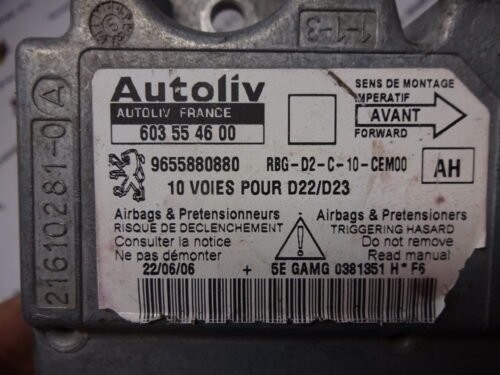 1-1-3
21610281-0 A
Autoliv
AUTOLIV FRANCE
603 55 46 00
SENS DE MONTAGE
IMPERATIF
AVANT
FORWARD
9655880880 RBG-D2-C-10-CEM00 AH
10 VOIES POUR D22/D23
Airbags & Pretensionneurs
RISQUE DE DECLENCHEMENT
Consulter la notice
Ne pas démonter
Airbags & Pretensioners
TRIGGERING HASARD
Do not remove
Read manual
22/06/06 + 5E GAMG 0381351 H * F6